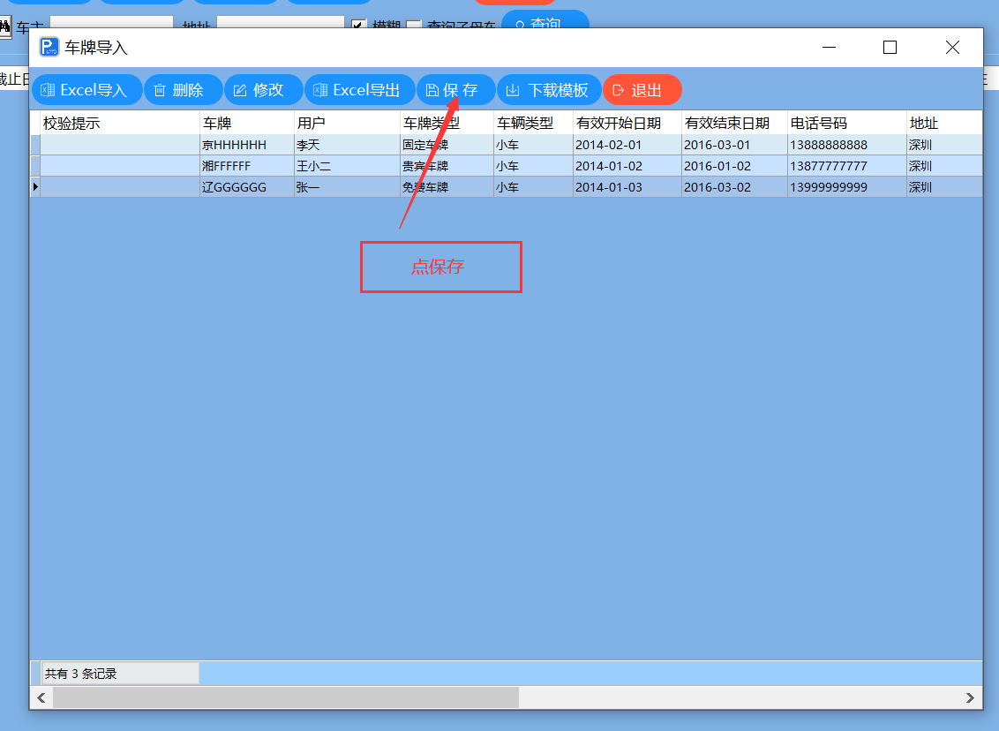 车主 地址 模糊 查询子母车 查询
截止日
车牌导入
Excel导入 删除 修改 Excel导出 保 存 下载模板 退出
校验提示 车牌 用户 车牌类型 车辆类型 有效开始日期 有效结束日期 电话号码 地址
京HHHHHH 李天 固定车牌 小车 2014-02-01 2016-03-01 13888888888 深圳
湘FFFFFF 王小二 贵宾车牌 小车 2014-01-02 2016-01-02 13877777777 深圳
辽GGGGGG 张一 免费车牌 小车 2014-01-03 2016-03-02 13999999999 深圳
点保存
共有 3 条记录